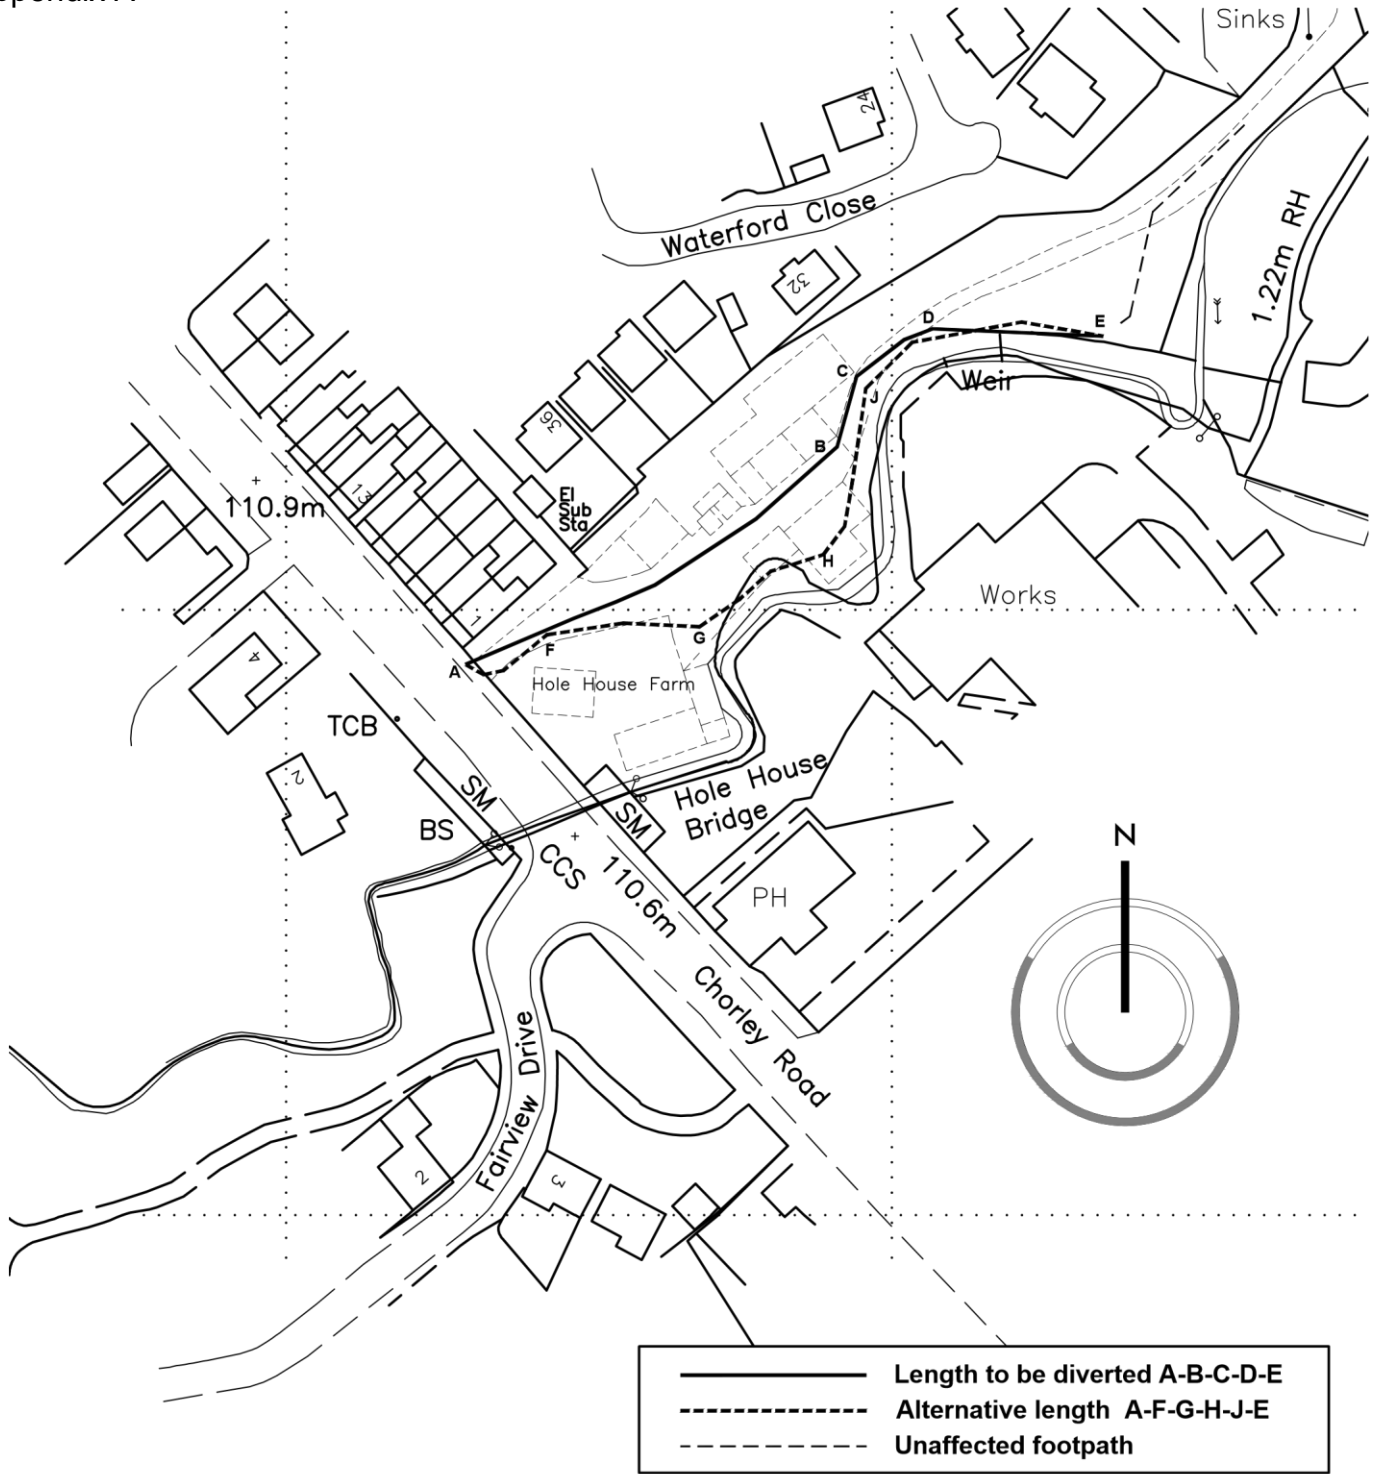 Sinks
24
Waterford Close
1.22m RH
32
D
E
C
Weir
J
36
B
El
Sub
Sta
13
110.9m
H
Works
1
F
G
A
4
Hole House Farm
TCB
2
SM
Hole House
Bridge
SM
BS
CCS
110.6m
PH
N
Chorley Road
Fairview Drive
2
3
Length to be diverted A-B-C-D-E
Alternative length A-F-G-H-J-E
Unaffected footpath